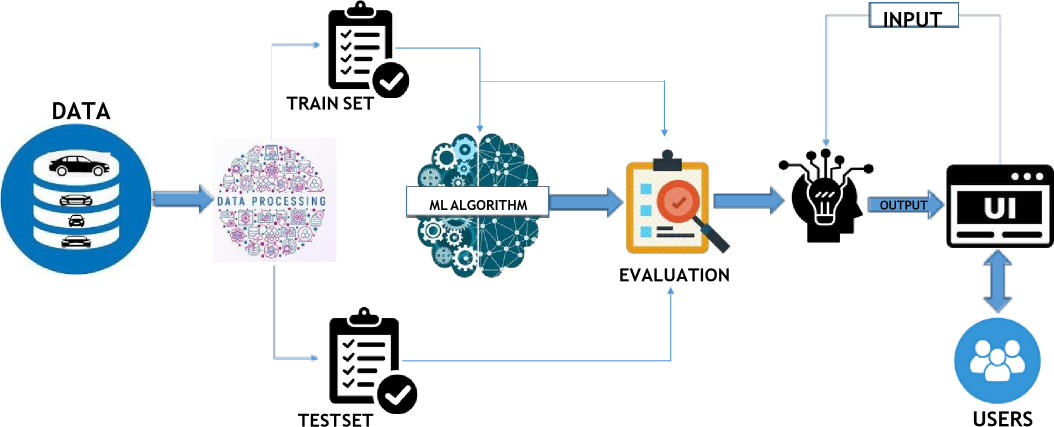 INPUT
TRAIN SET
DATA
DATA PROCESSING
ML ALGORITHM
OUTPUT
UI
EVALUATION
TESTSET
USERS